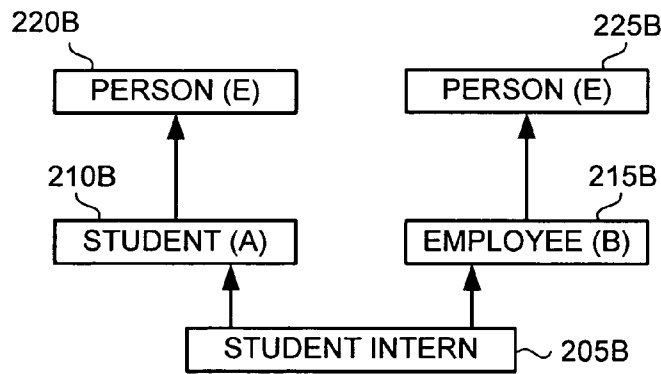 220B
225B
PERSON (E)
PERSON (E)
210B
215B
STUDENT (A)
EMPLOYEE (B)
STUDENT INTERN
205B